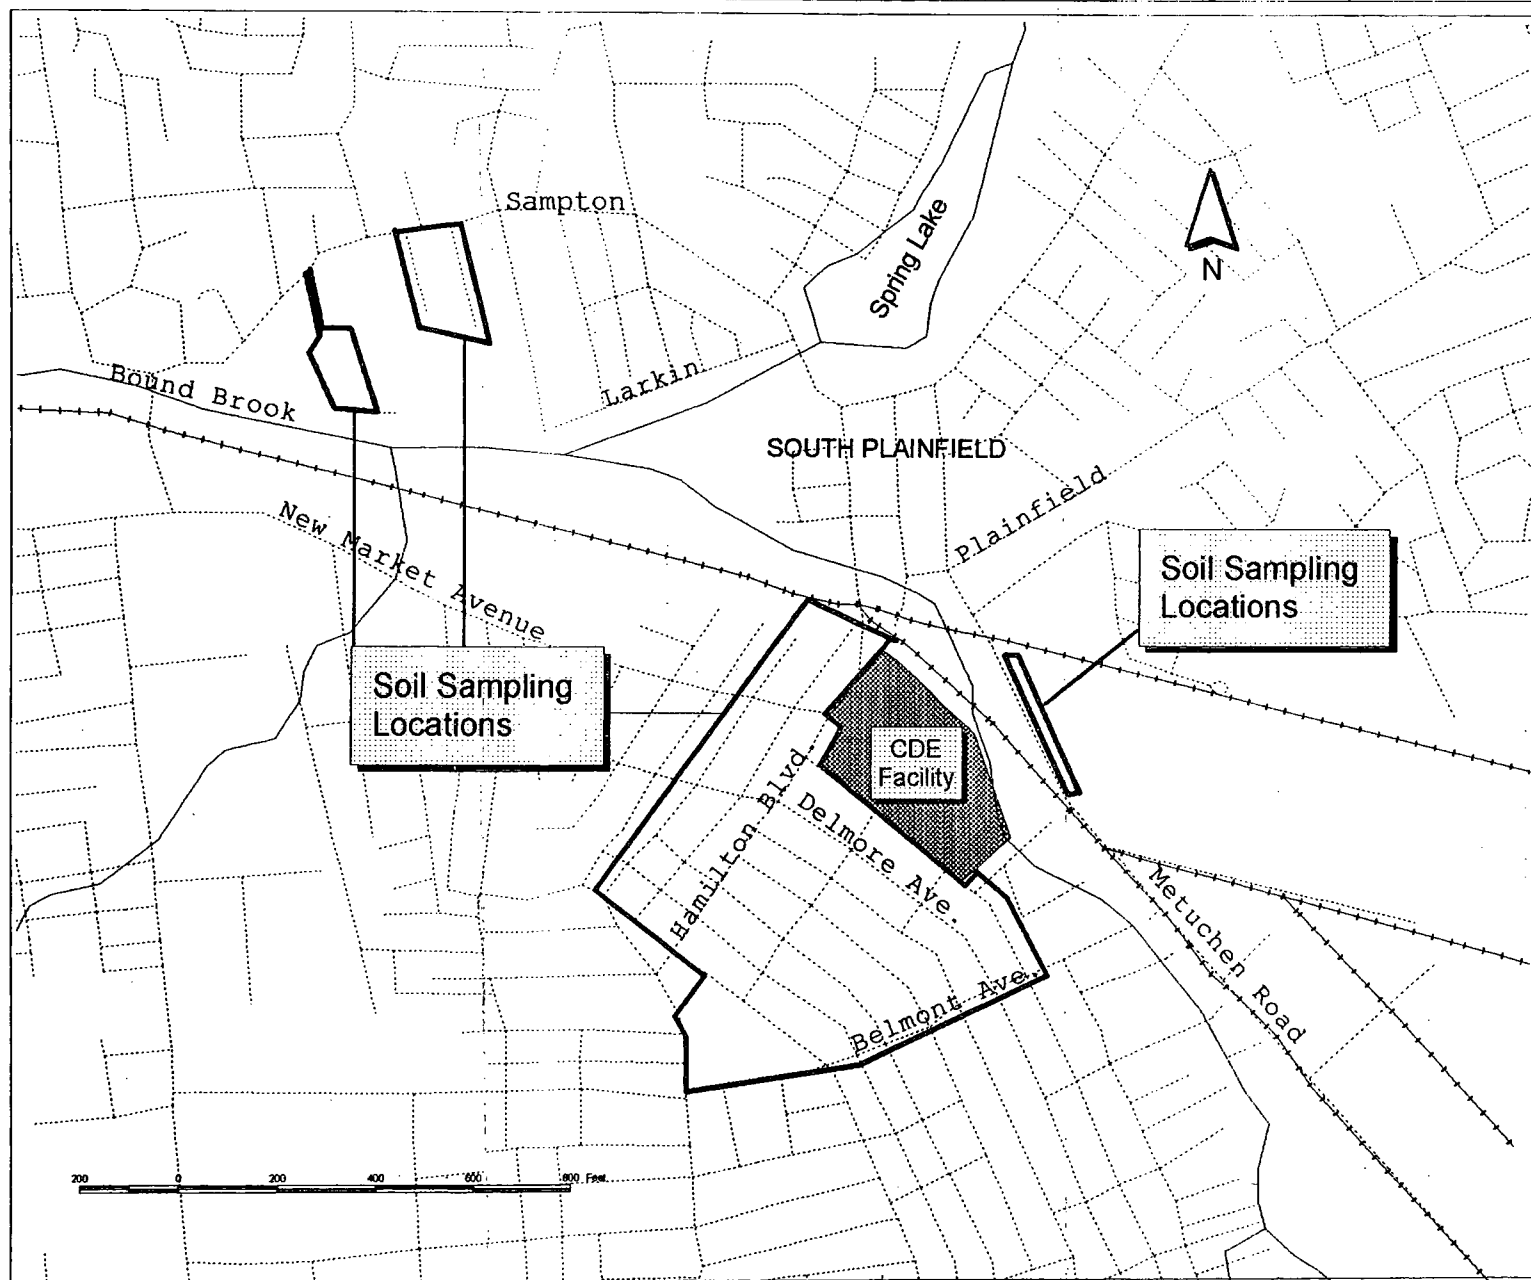 Sampton
Spring Lake
N
Larkin
Bound Brook
SOUTH PLAINFIELD
Plainfield
New Market Avenue
Soil Sampling
Locations
Soil Sampling
Locations
CDE
Facility
Hamilton Blvd.
Delmore Ave.
Metuchen Road
Belmont Ave.
200 0 200 400 600 800 Feet